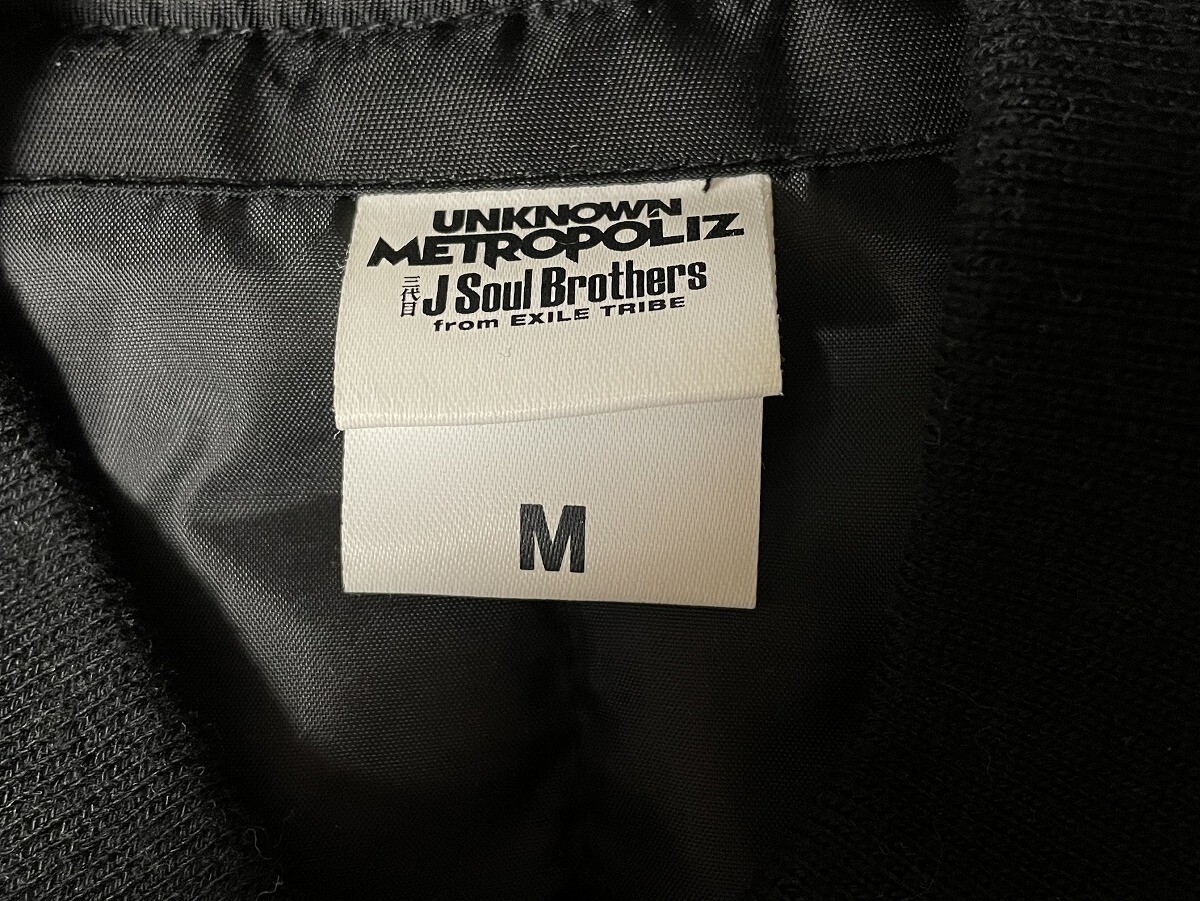 UNKNOWN
METROPOLIZ
三代目 J Soul Brothers
from EXILE TRIBE
M